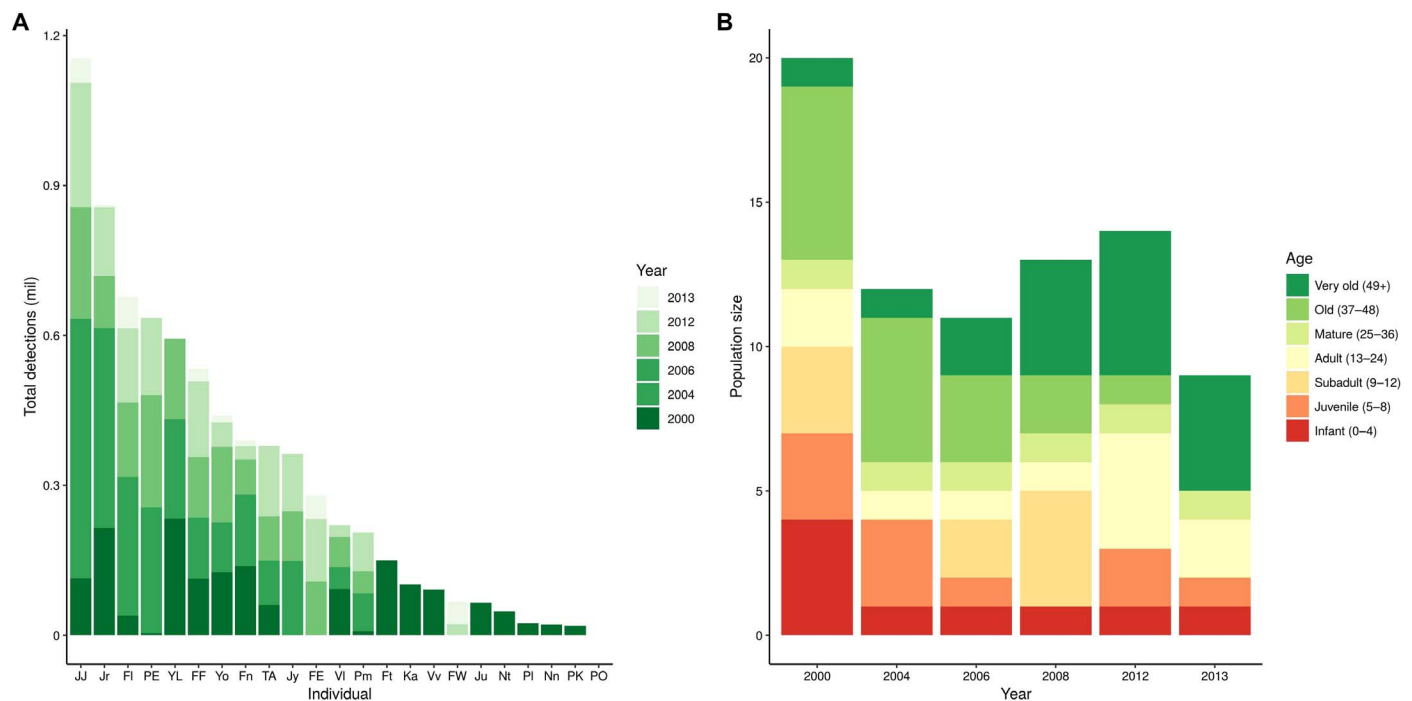 A
Total detections (mil)
1.2
0.9
0.6
0.3
0
JJ Jr FI PE YL FF Yo Fn TA Jy FE VI Pm Ft Ka Vv FW Ju Nt PI Nn PK PO
Individual
Year
2013
2012
2008
2006
2004
2000
B
Population size
20
15
10
5
0
2000 2004 2006 2008 2012 2013
Year
Age
Very old (49+)
Old (37–48)
Mature (25–36)
Adult (13–24)
Subadult (9–12)
Juvenile (5–8)
Infant (0–4)